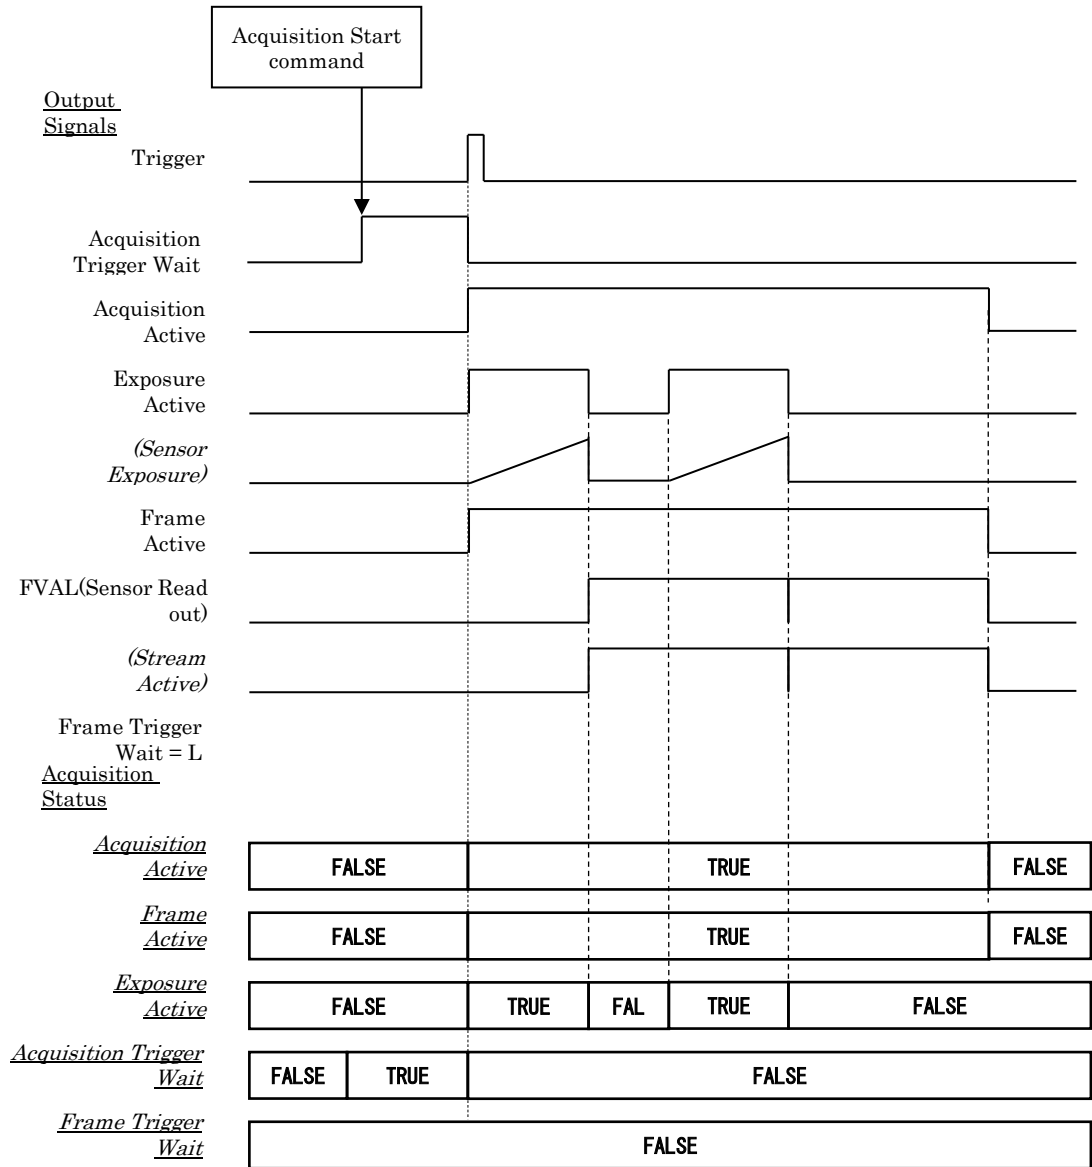 Acquisition Start
command
Output
Signals
Trigger
Acquisition
Trigger Wait
Acquisition
Active
Exposure
Active
(Sensor
Exposure)
Frame
Active
FVAL(Sensor Read
out)
(Stream
Active)
Frame Trigger
Wait = L
Acquisition
Status
Acquisition
Active
FALSE TRUE FALSE
Frame
Active
FALSE TRUE FALSE
Exposure
Active
FALSE TRUE FAL TRUE FALSE
Acquisition Trigger
Wait
FALSE TRUE FALSE
Frame Trigger
Wait
FALSE